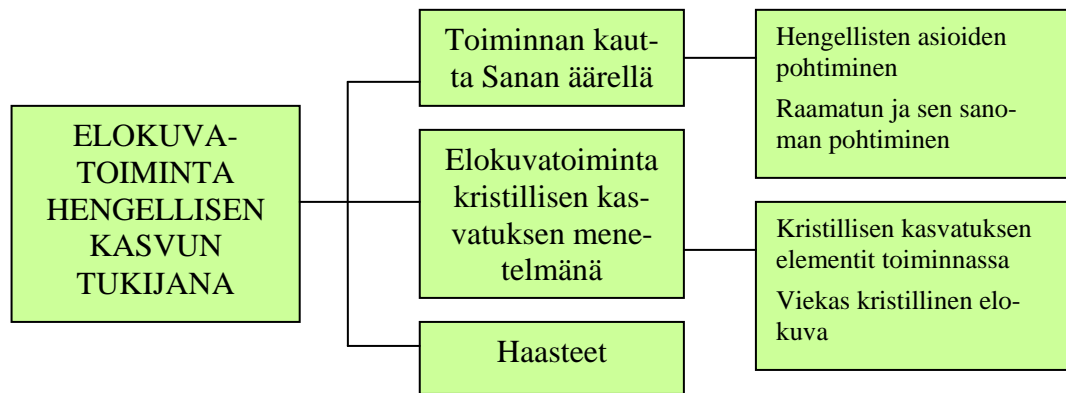 ELOKUVA-
TOIMINTA
HENGELLISEN
KASVUN
TUKIJANA
Toiminnan kaut-
ta Sanan äärellä
Hengellisten asioiden
pohtiminen
Raamatun ja sen sano-
man pohtiminen
Elokuvatoiminta
kristillisen kas-
vatuksen mene-
telmänä
Kristillisen kasvatuksen
elementit toiminnassa
Viekas kristillinen elo-
kuva
Haasteet